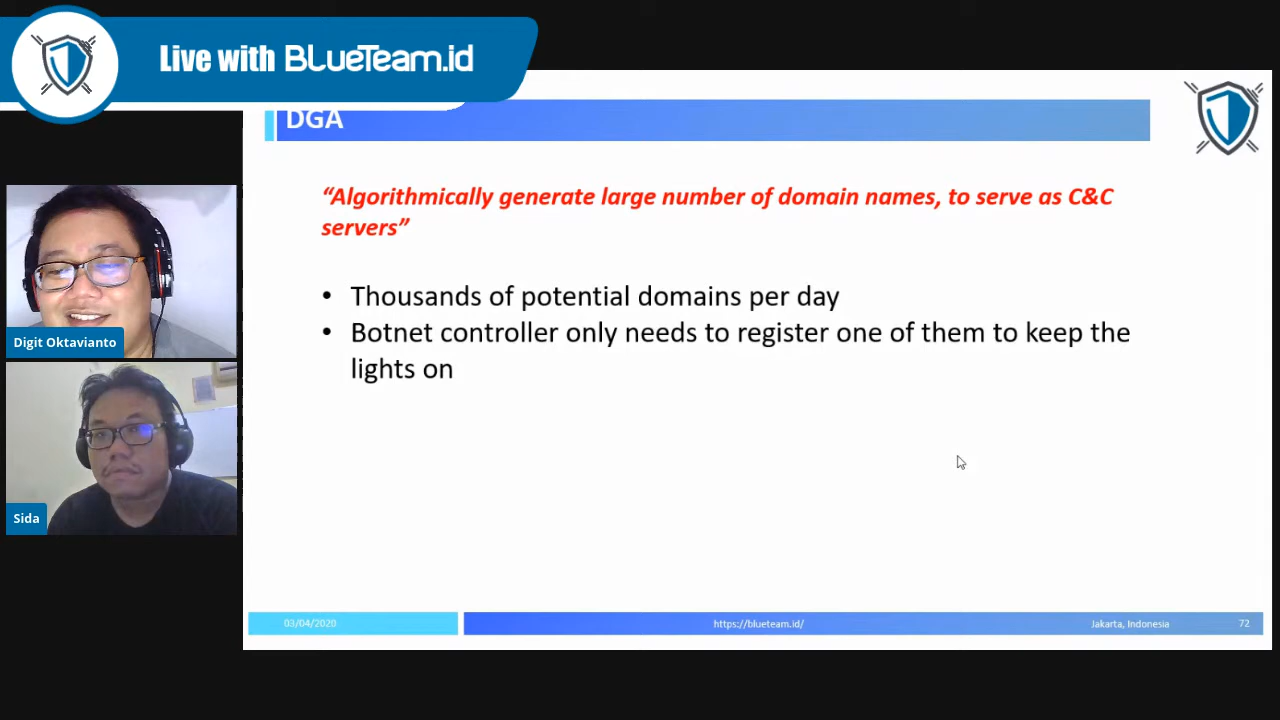 Live with BLUETeam.id
DGA
“Algorithmically generate large number of domain names, to serve as C&C
servers”
• Thousands of potential domains per day
• Botnet controller only needs to register one of them to keep the
lights on
Digit Oktavianto
Sida
03/04/2020
https://blueteam.id/
Jakarta, Indonesia
72